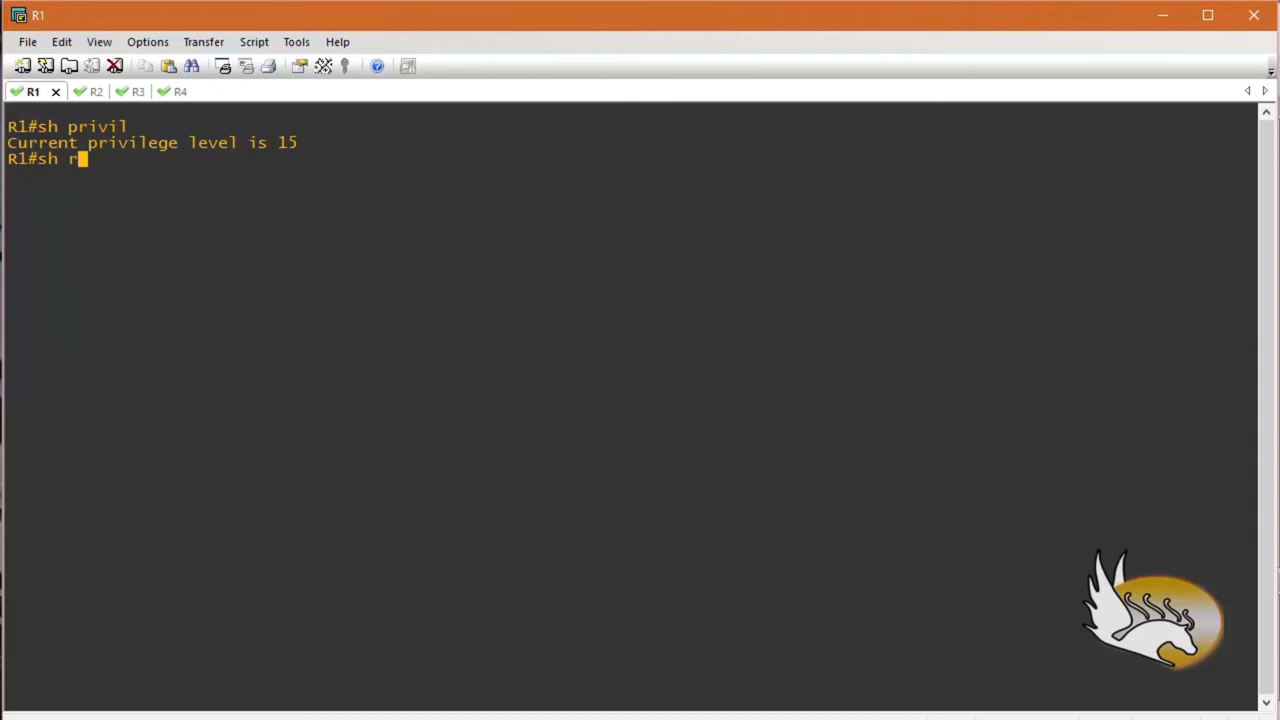 R1
File Edit View Options Transfer Script Tools Help
R1 R2 R3 R4
R1#sh privil
Current privilege level is 15
R1#sh r